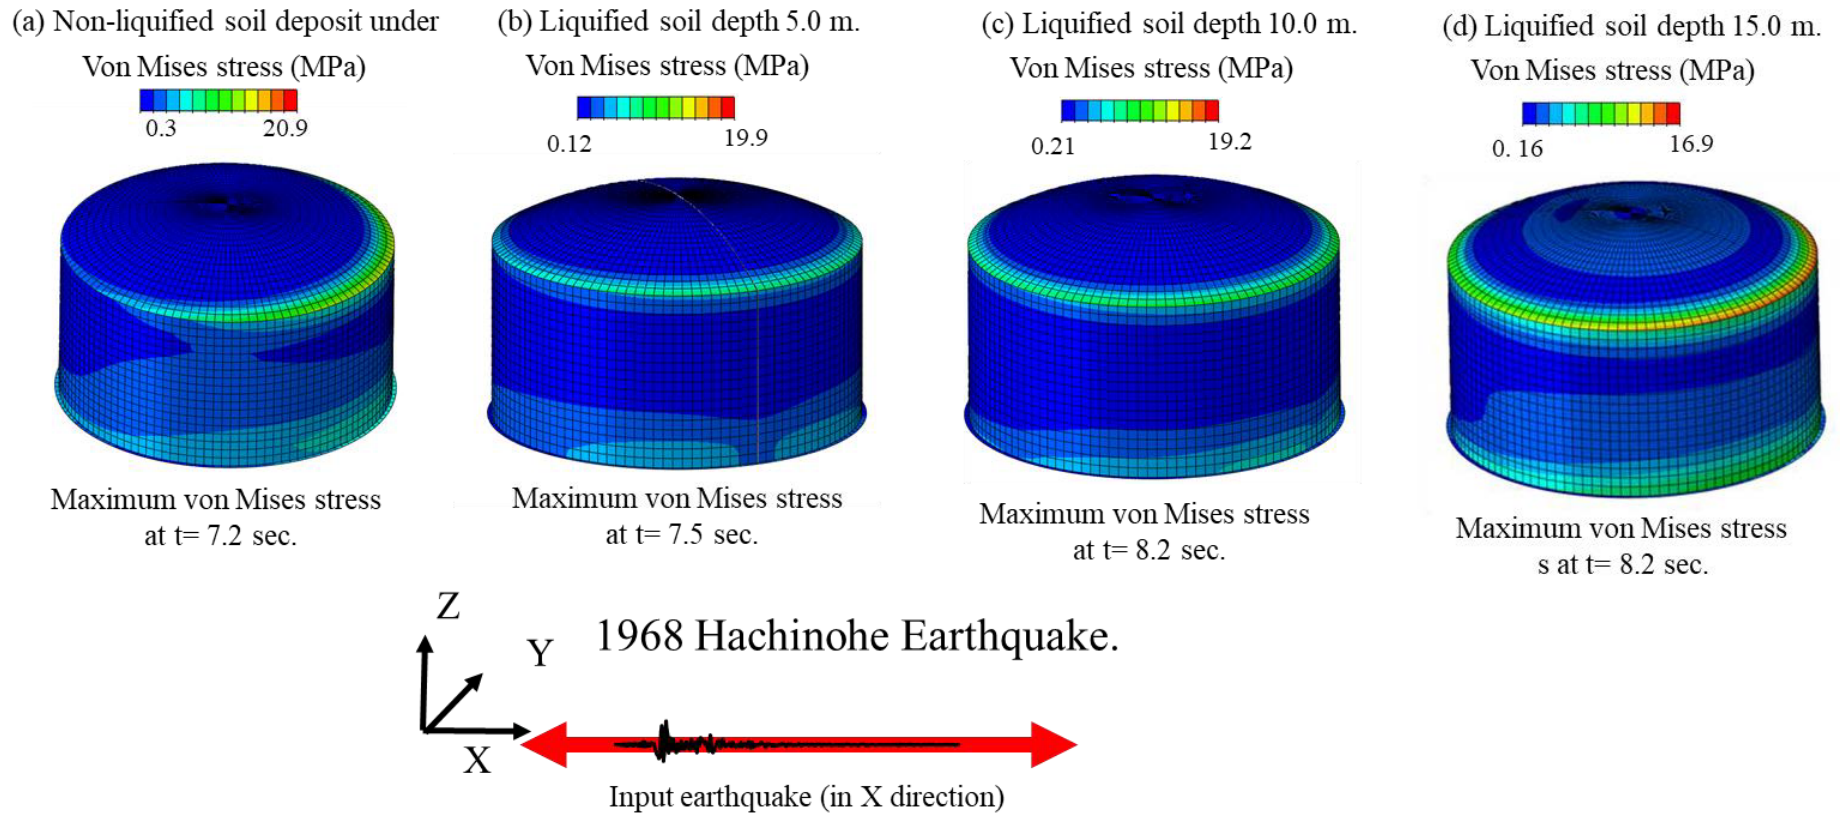 (a) Non-liquified soil deposit under
Von Mises stress (MPa)
0.3 20.9
Maximum von Mises stress
at t= 7.2 sec.
(b) Liquified soil depth 5.0 m.
Von Mises stress (MPa)
0.12 19.9
Maximum von Mises stress
at t= 7.5 sec.
(c) Liquified soil depth 10.0 m.
Von Mises stress (MPa)
0.21 19.2
Maximum von Mises stress
at t= 8.2 sec.
(d) Liquified soil depth 15.0 m.
Von Mises stress (MPa)
0. 16 16.9
Maximum von Mises stress
s at t= 8.2 sec.
Z
Y
X
1968 Hachinohe Earthquake.
Input earthquake (in X direction)